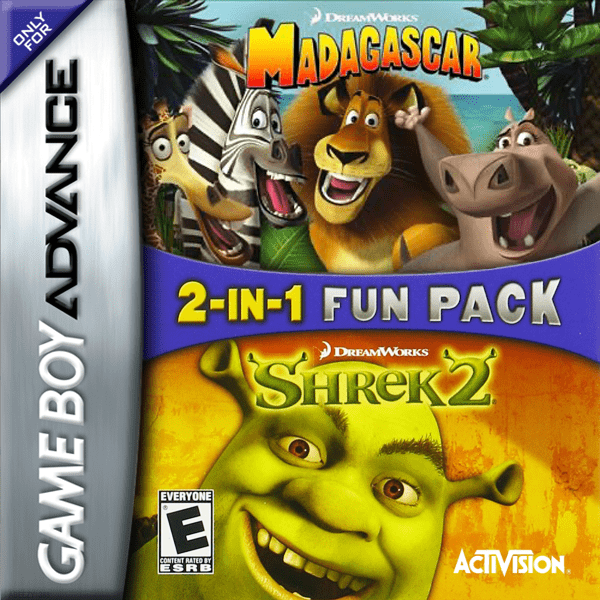 ONLY
FOR
GAME BOY ADVANCE
DREAMWORKS
MADAGASCAR
2-IN-1 FUN PACK
DREAMWORKS
SHREK 2
EVERYONE
E
CONTENT RATED BY
ESRB
ACTIVISION